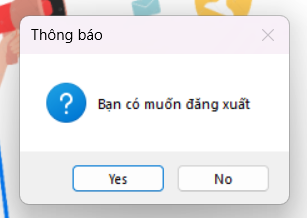 Thông báo
Bạn có muốn đăng xuất
Yes
No